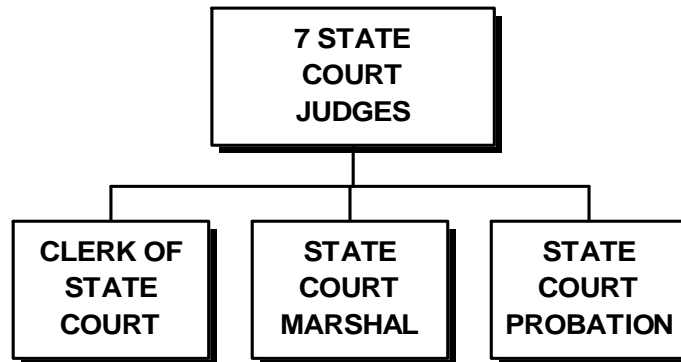 7 STATE
COURT
JUDGES
CLERK OF
STATE
COURT
STATE
COURT
MARSHAL
STATE
COURT
PROBATION